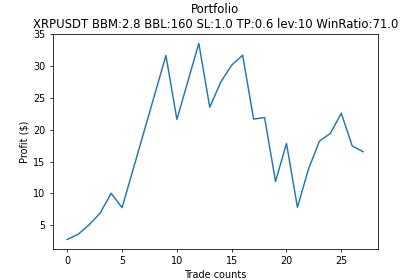 Portfolio
XRPUSDT BBM:2.8 BBL:160 SL:1.0 TP:0.6 lev:10 WinRatio:71.0
35
30
25
20
15
10
5
Profit ($)
0 5 10 15 20 25
Trade counts